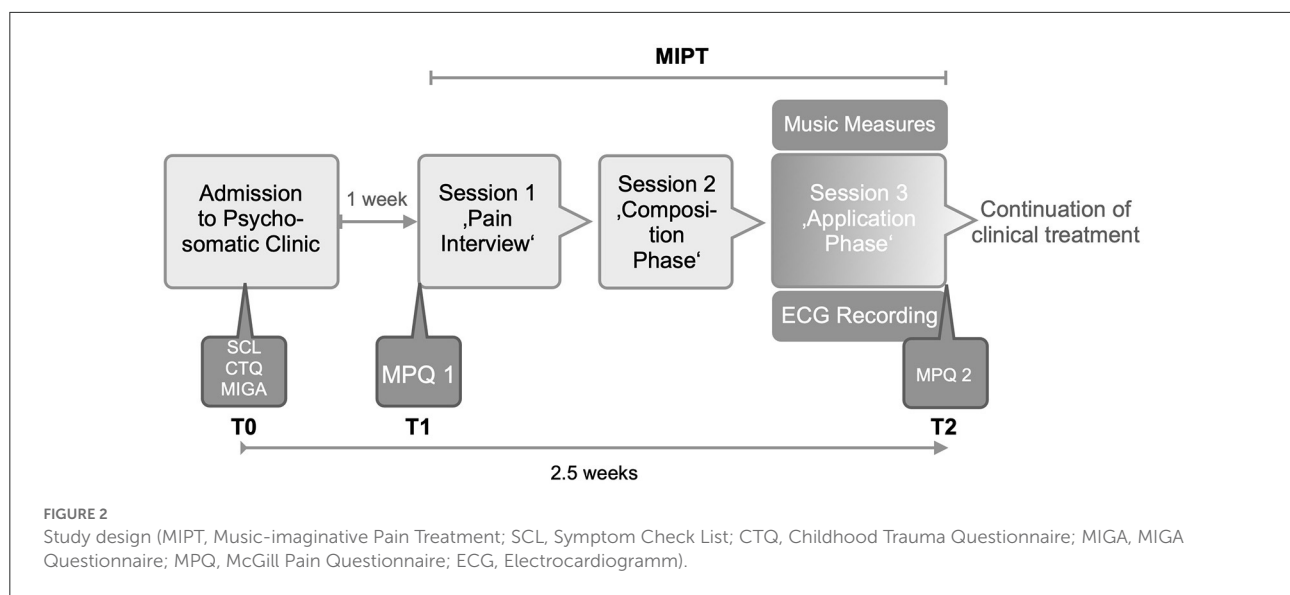 MIPT
Music Measures
Admission
to Psycho-
somatic Clinic
1 week
Session 1
‚Pain
Interview‘
Session 2
‚Composi-
tion
Phase‘
Session 3
‚Application
Phase‘
Continuation of
clinical treatment
ECG Recording
SCL
CTQ
MIGA
MPQ 1
MPQ 2
T0
T1
T2
2.5 weeks
FIGURE 2
Study design (MIPT, Music-imaginative Pain Treatment; SCL, Symptom Check List; CTQ, Childhood Trauma Questionnaire; MIGA, MIGA
Questionnaire; MPQ, McGill Pain Questionnaire; ECG, Electrocardiogramm).